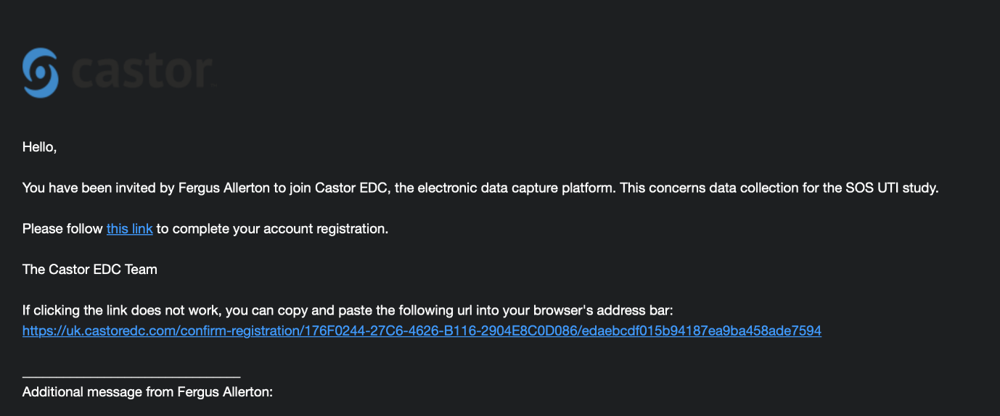 castor
Hello,
You have been invited by Fergus Allerton to join Castor EDC, the electronic data capture platform. This concerns data collection for the SOS UTI study.
Please follow this link to complete your account registration.
The Castor EDC Team
If clicking the link does not work, you can copy and paste the following url into your browser's address bar:
https://uk.castoredc.com/confirm-registration/176F0244-27C6-4626-B116-2904E8C0D086/edaebcdf015b94187ea9ba458ade7594
Additional message from Fergus Allerton: